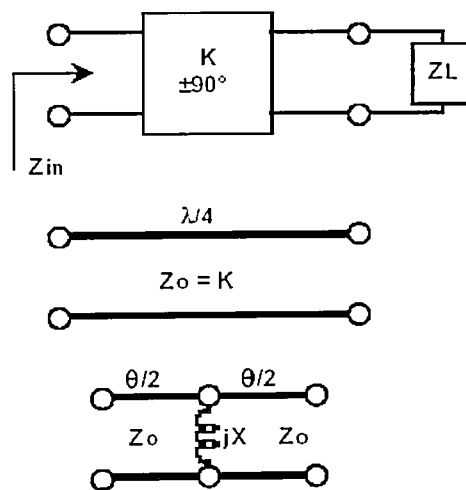 K
±90°
ZL
Zin
λ/4
Zo = K
θ/2 θ/2
Zo jX Zo